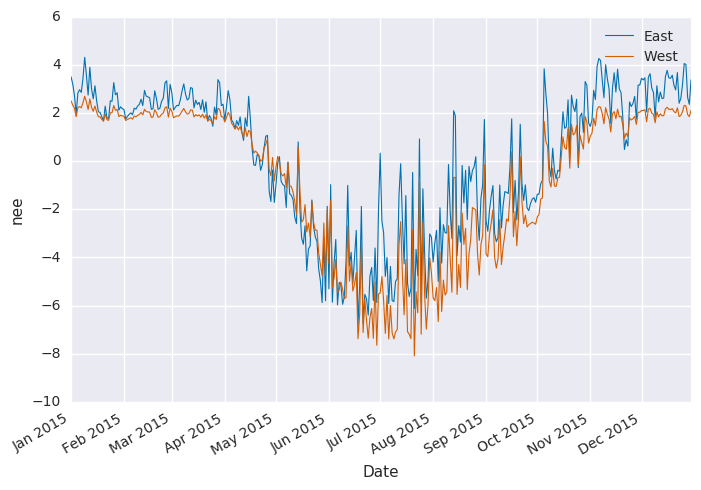 6
4
2
0
−2
−4
−6
−8
−10
nee
East
West
Jan 2015
Feb 2015
Mar 2015
Apr 2015
May 2015
Jun 2015
Jul 2015
Aug 2015
Sep 2015
Oct 2015
Nov 2015
Dec 2015
Date